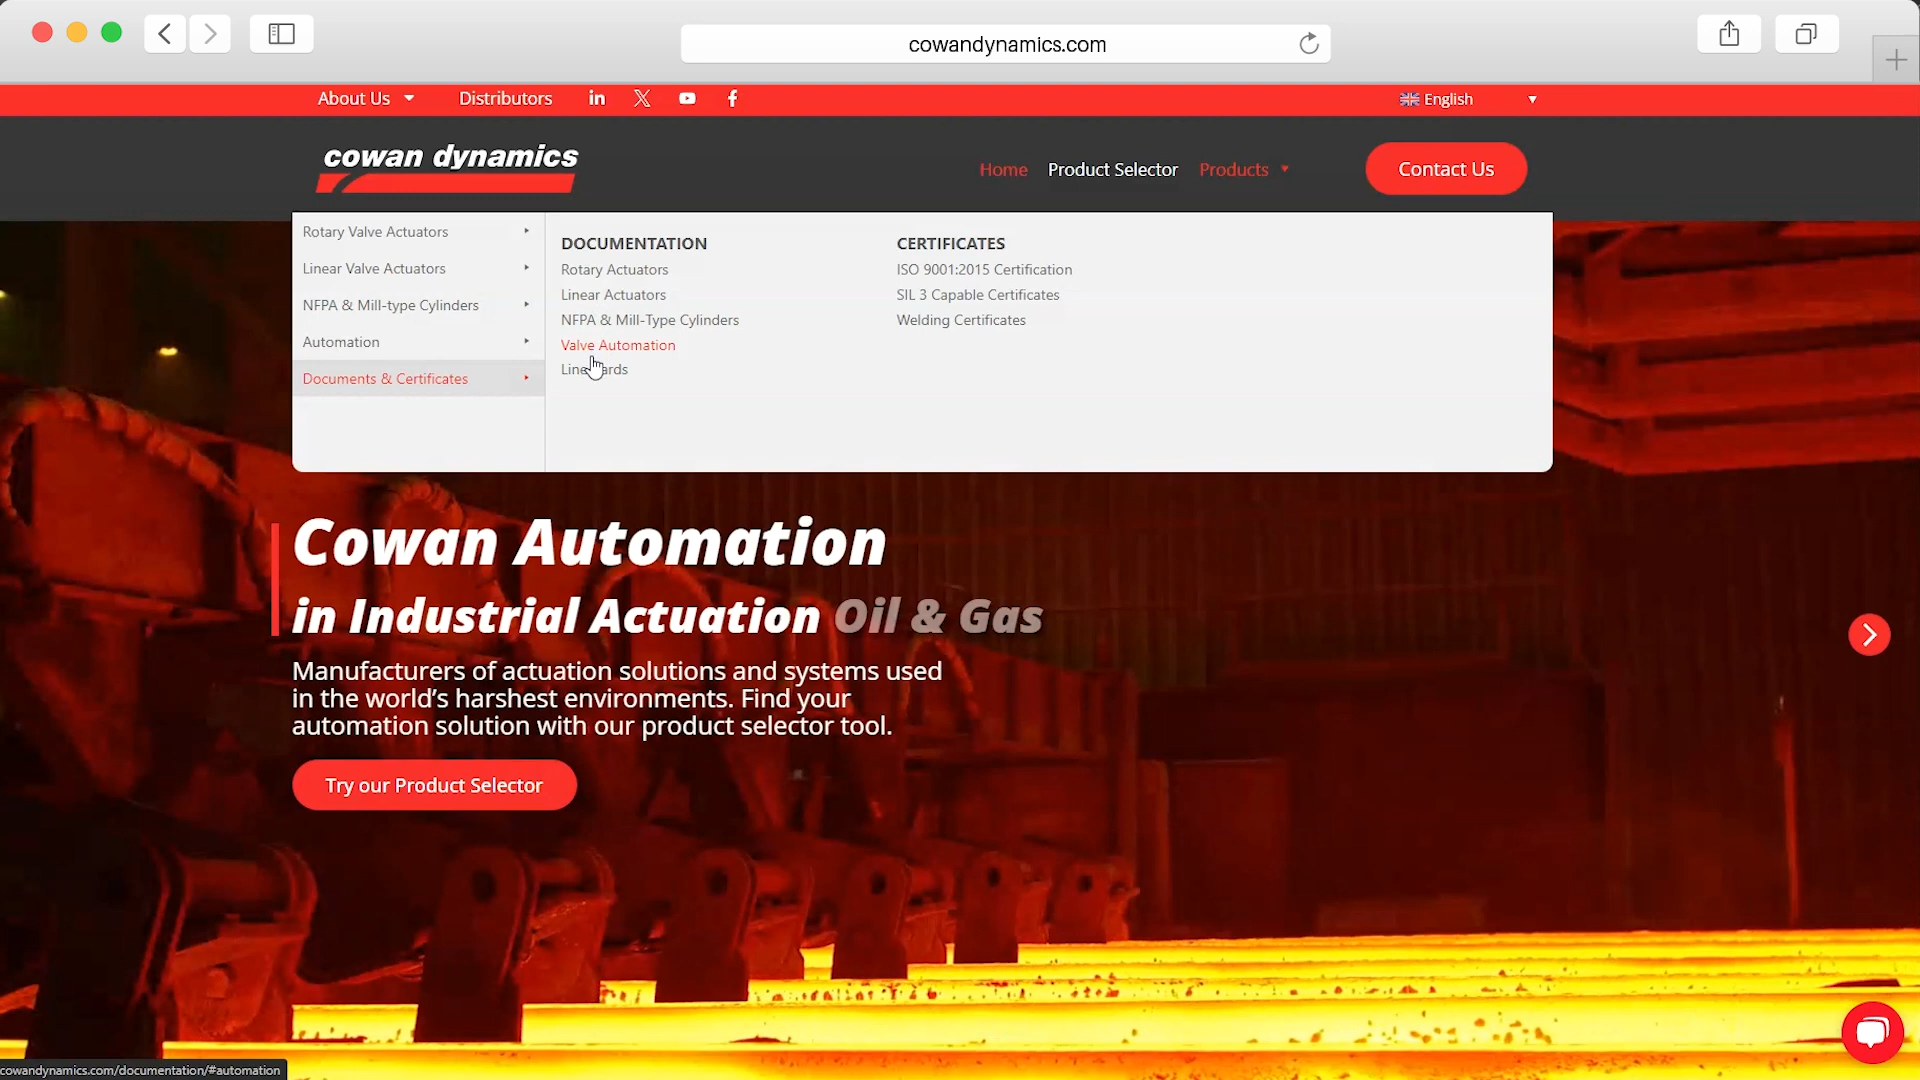 cowandynamics.com
About Us
Distributors
English
cowan dynamics
Home
Product Selector
Products
Contact Us
Rotary Valve Actuators
Linear Valve Actuators
NFPA & Mill-type Cylinders
Automation
Documents & Certificates
DOCUMENTATION
Rotary Actuators
Linear Actuators
NFPA & Mill-Type Cylinders
Valve Automation
CERTIFICATES
ISO 9001:2015 Certification
SIL 3 Capable Certificates
Welding Certificates
Cowan Automation
in Industrial Actuation Oil & Gas
Manufacturers of actuation solutions and systems used
in the world’s harshest environments. Find your
automation solution with our product selector tool.
Try our Product Selector
cowandynamics.com/documentation/#automation